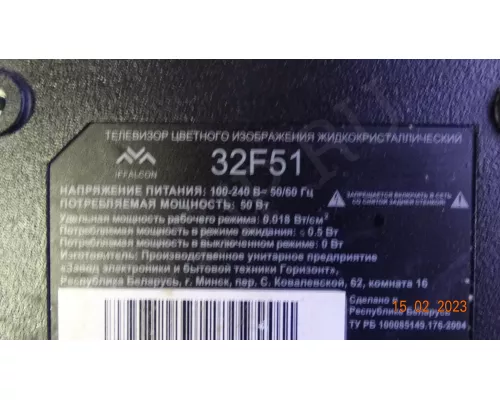 ТЕЛЕВИЗОР ЦВЕТНОГО ИЗОБРАЖЕНИЯ ЖИДКОКРИСТАЛЛИЧЕСКИЙ
IFFALCON
32F51
НАПРЯЖЕНИЕ ПИТАНИЯ: 100-240 В~ 50/60 Гц
ПОТРЕБЛЯЕМАЯ МОЩНОСТЬ: 50 Вт
ЗАПРЕЩАЕТСЯ ВКЛЮЧАТЬ В СЕТЬ
СО СНЯТОЙ ЗАДНЕЙ СТЕНКОЙ!
Удельная мощность рабочего режима: 0.018 Вт/см²
Потребляемая мощность в режиме ожидания: ≤ 0.5 Вт
Потребляемая мощность в выключенном режиме: 0 Вт
Изготовитель: Производственное унитарное предприятие
«Завод электроники и бытовой техники Горизонт»,
Республика Беларусь, г. Минск, пер. С. Ковалевской, 62, комната 16
Сделано в
Республике Беларусь
ТУ РБ 100085149.176-2004
15.02.2023